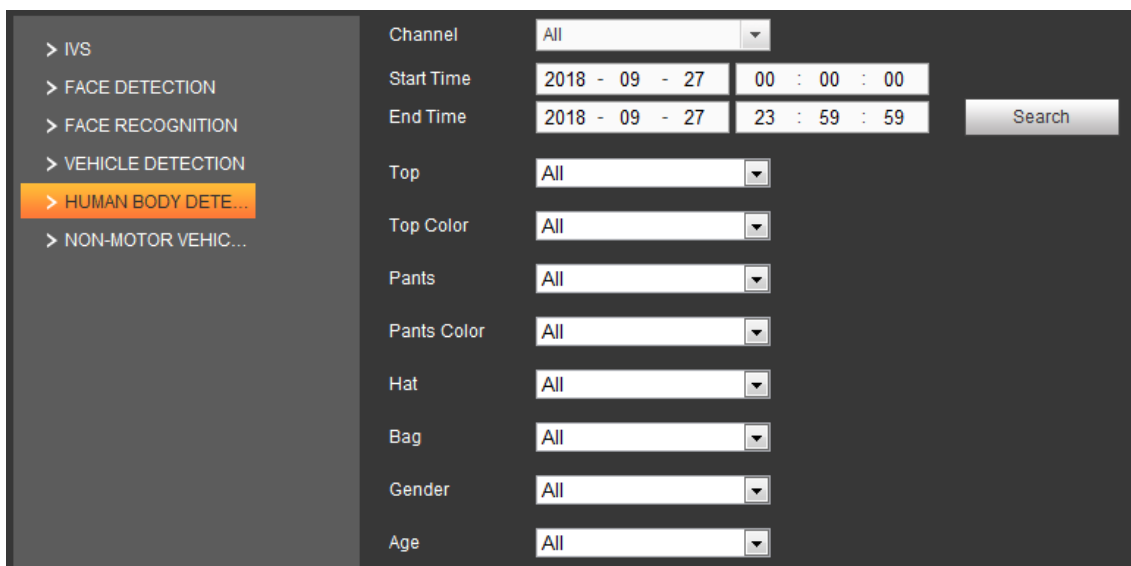 > IVS
> FACE DETECTION
> FACE RECOGNITION
> VEHICLE DETECTION
> HUMAN BODY DETE...
> NON-MOTOR VEHIC...
Channel All
Start Time 2018 - 09 - 27 00 : 00 : 00
End Time 2018 - 09 - 27 23 : 59 : 59 Search
Top All
Top Color All
Pants All
Pants Color All
Hat All
Bag All
Gender All
Age All